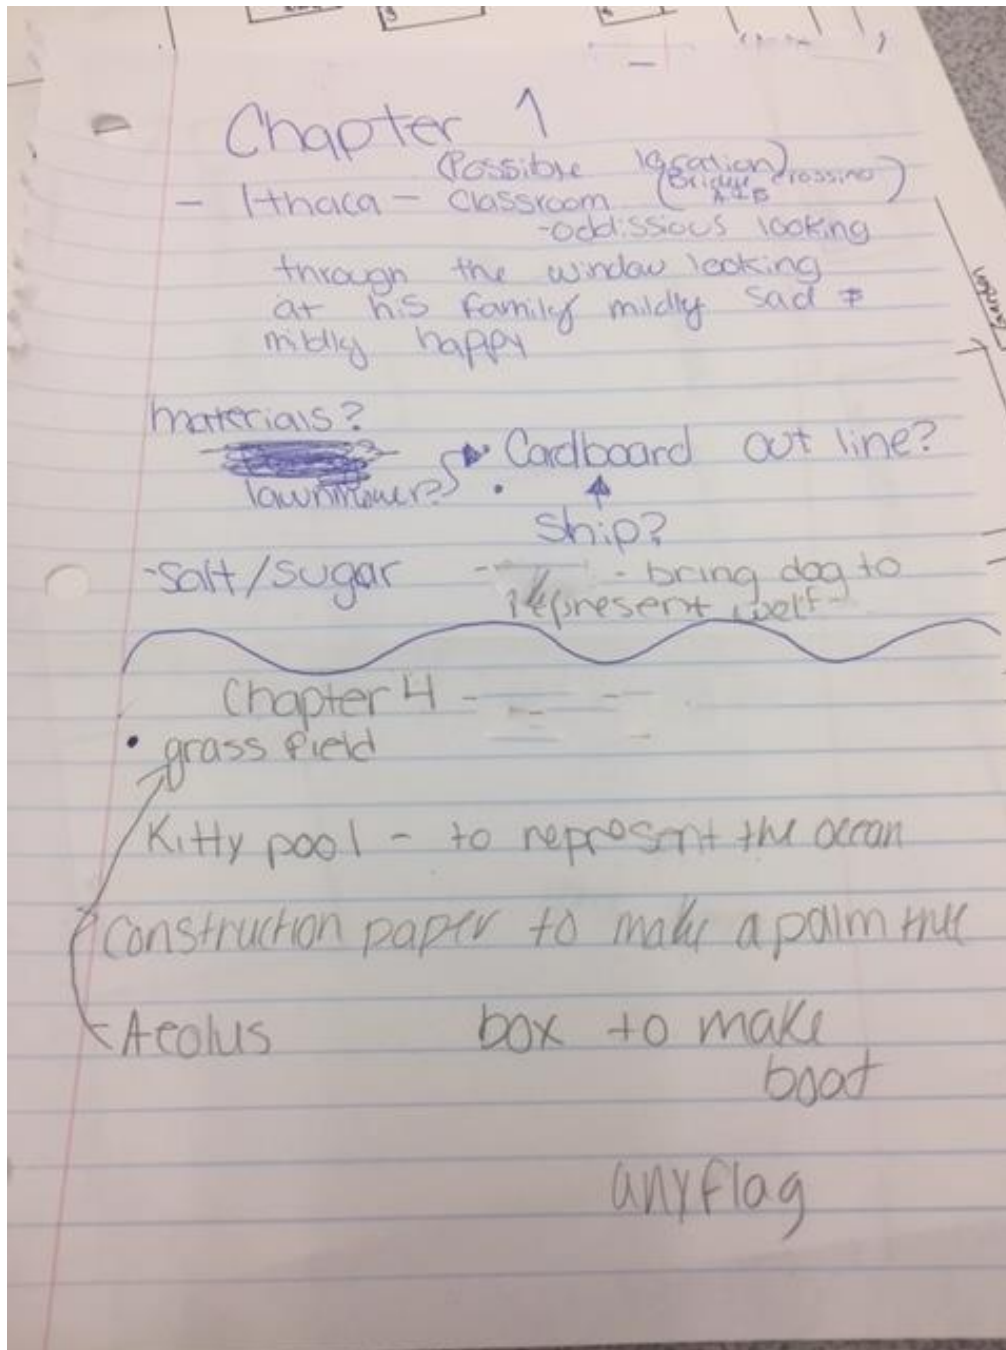 Chapter 1
(Possible location)
- Ithaca - Classroom (Bridge crossing A&B)
-oddissious looking
through the window looking
at his family mildly sad &
mildly happy
materials?
lawnmower?
Cardboard out line?
Ship?
-Salt/Sugar
- bring dog to
represent wolf-
Chapter 4 -
• grass field
Kitty pool - to represent the ocean
Construction paper to make a palm tree
-Aeolus box to make
boat
any flag